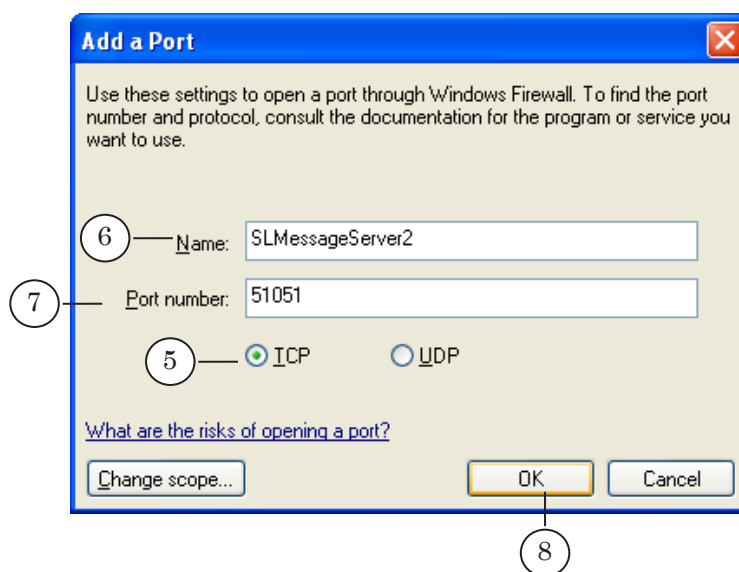 Add a Port
Use these settings to open a port through Windows Firewall. To find the port
number and protocol, consult the documentation for the program or service you
want to use.
6 Name: SLMessageServer2
7 Port number: 51051
5 TCP UDP
What are the risks of opening a port?
Change scope... OK Cancel
8